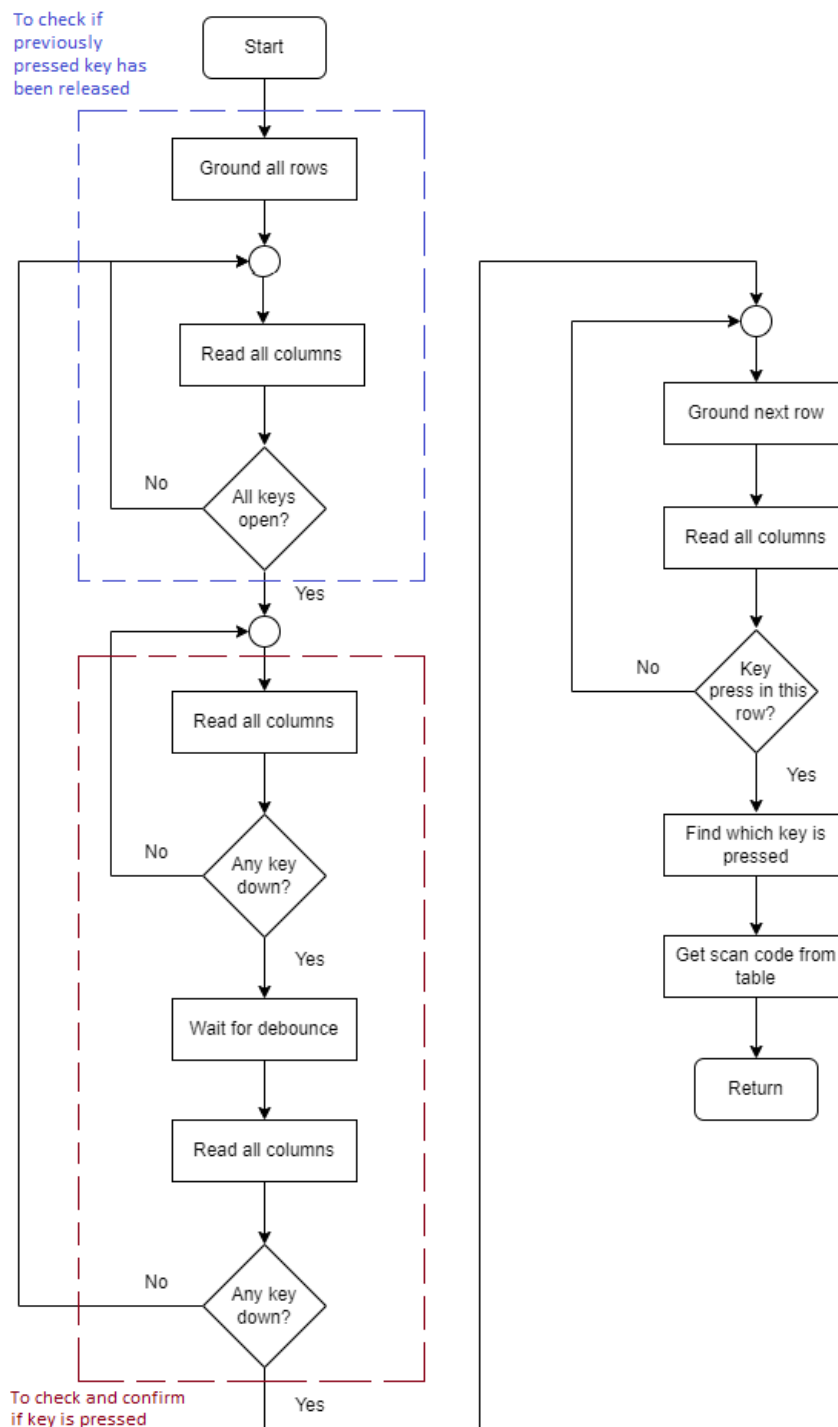 To check if
previously
pressed key has
been released
Start
Ground all rows
Read all columns
No
All keys
open?
Yes
Read all columns
No
Any key
down?
Yes
Wait for debounce
Read all columns
No
Any key
down?
To check and confirm
if key is pressed
Yes
Ground next row
Read all columns
No
Key
press in this
row?
Yes
Find which key is
pressed
Get scan code from
table
Return